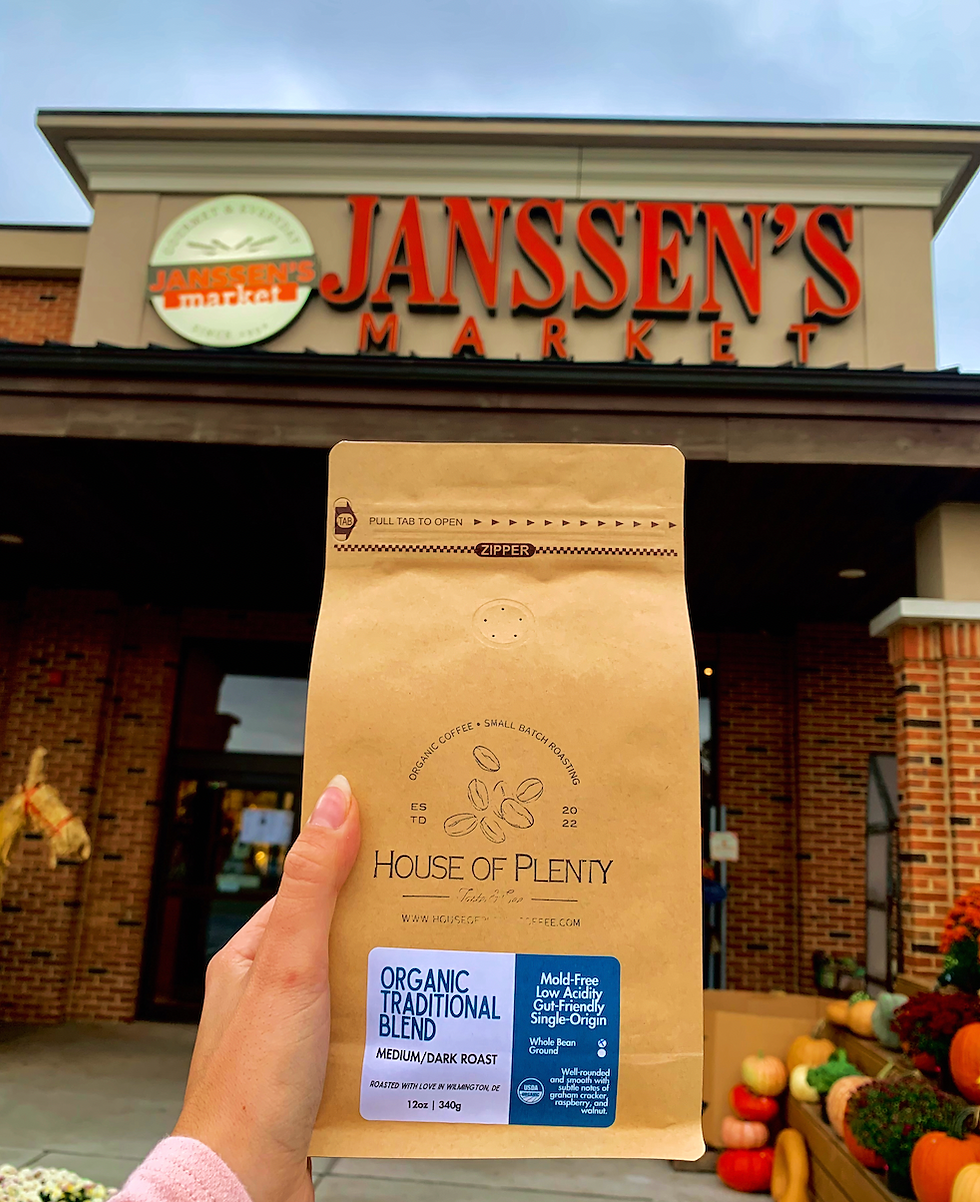 GOURMET & EVERYDAY
JANSSEN'S
market
JANSSEN'S
MARKET
TAB
PULL TAB TO OPEN
ZIPPER
ORGANIC COFFEE • SMALL BATCH ROASTING
ES
TD
20
22
HOUSE OF PLENTY
ORGANIC
TRADITIONAL
BLEND
MEDIUM/DARK ROAST
ROASTED WITH LOVE IN WILMINGTON, DE
12oz | 340g
Mold-Free
Low Acidity
Gut-Friendly
Single-Origin
Whole Bean
Ground
USDA
Well-rounded
and smooth with
subtle notes of
graham cracker,
raspberry, and
walnut.